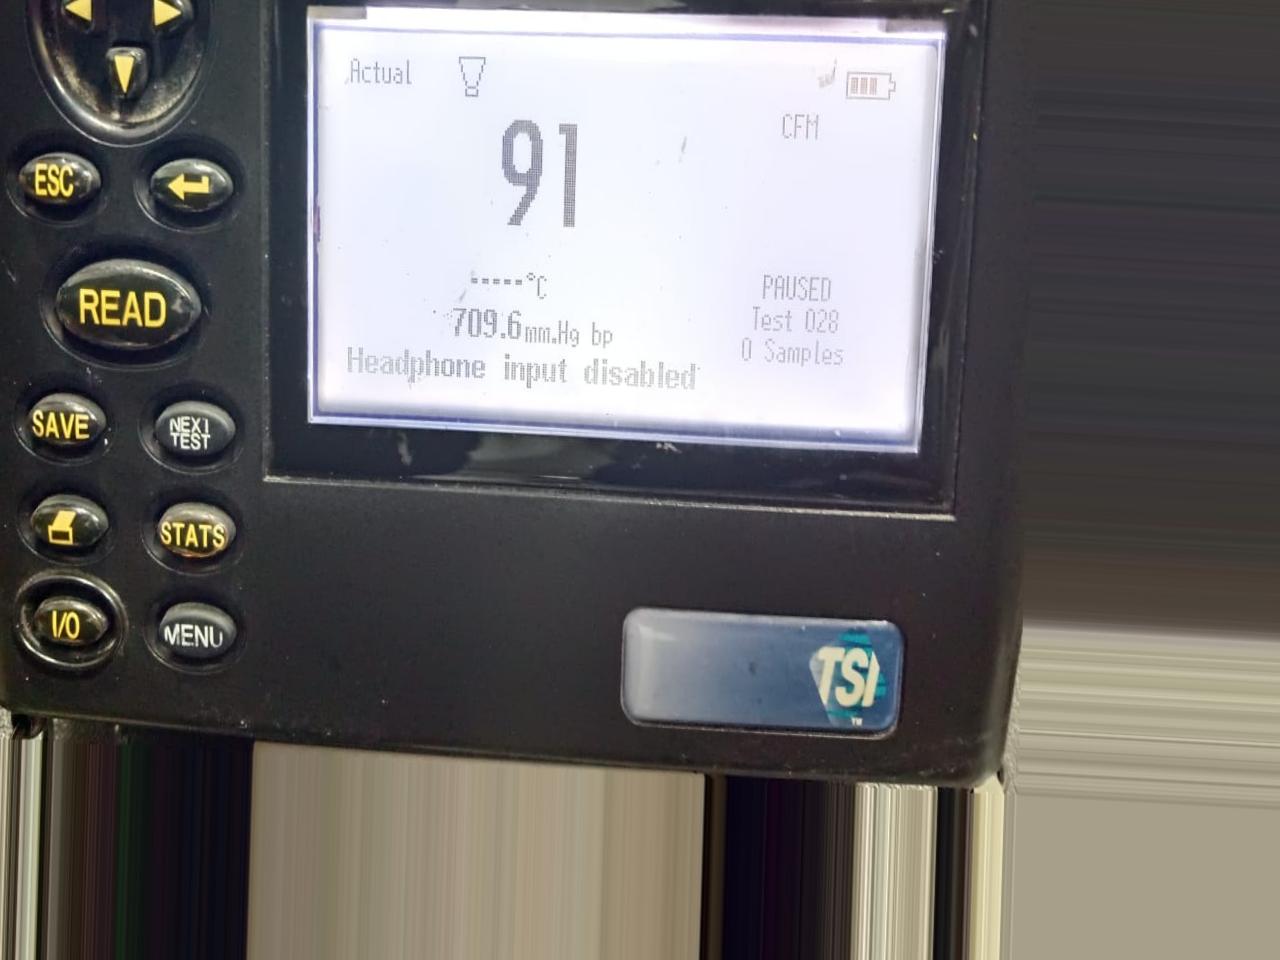 Actual
CFM
91
-----°C
709.6mm.Hg bp
Headphone input disabled
PAUSED
Test 028
0 Samples
ESC
READ
SAVE
NEXT
TEST
STATS
I/O
MENU
TSI
TM